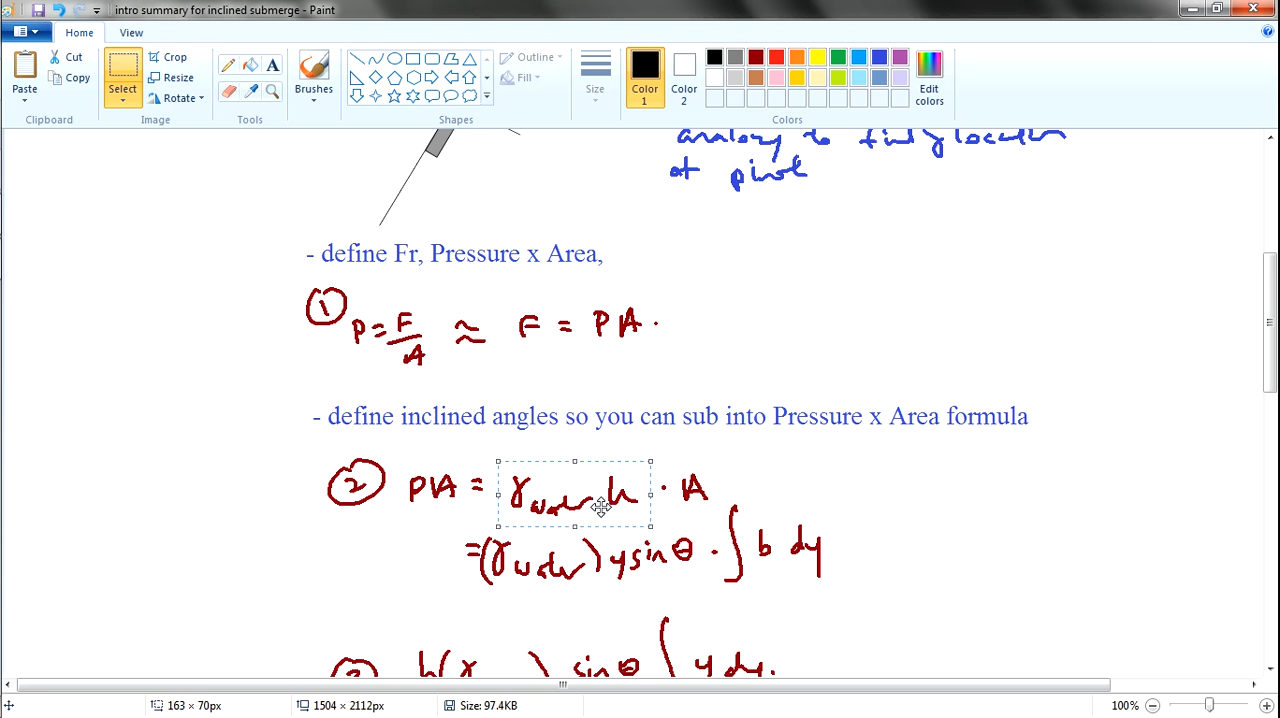 intro summary for inclined submerge - Paint
Home View
Paste Cut Copy Clipboard
Select Crop Resize Rotate Image
A Tools
Brushes
Outline Fill Shapes
Size
Color 1 Color 2 Edit colors Colors
analogy to find y location
at pivot
- define Fr, Pressure x Area,
① P = F/A ≈ F = PA .
- define inclined angles so you can sub into Pressure x Area formula
② PA = γwater h · A
= (γwater) y sin θ · ∫ b dy
sin θ ∫ y dy.
163 × 70px 1504 × 2112px Size: 97.4KB 100%